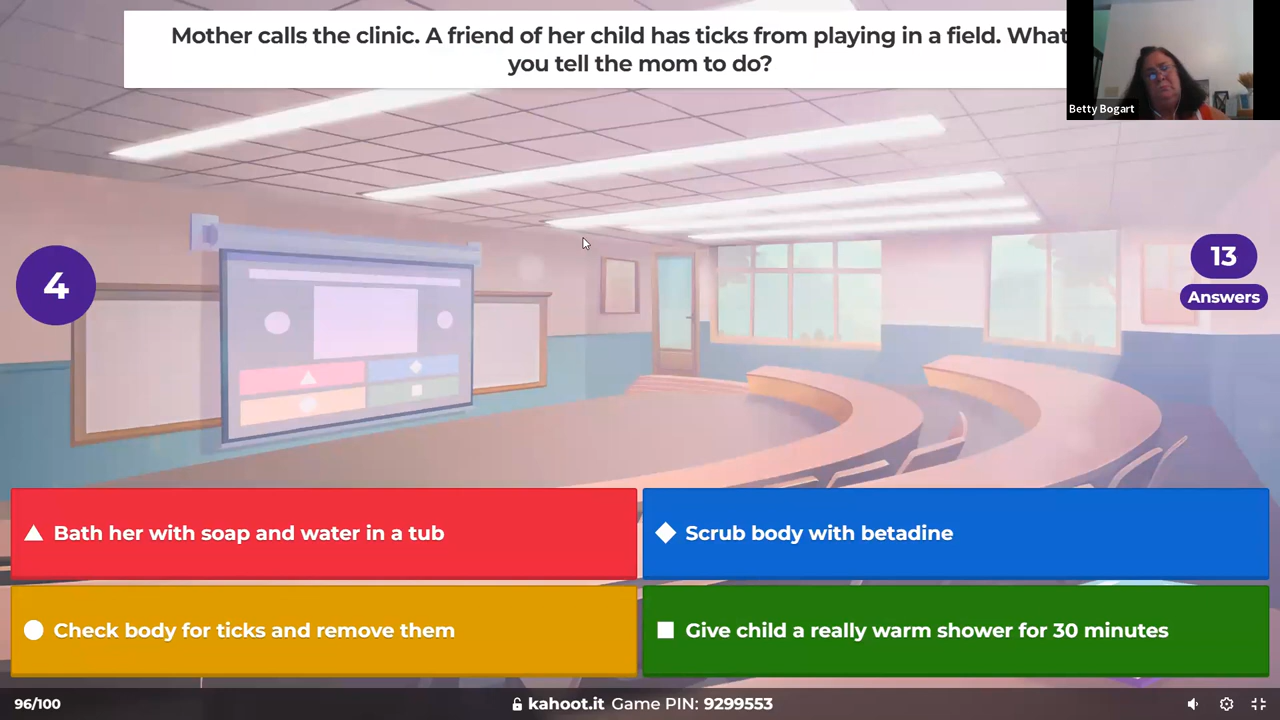 Mother calls the clinic. A friend of her child has ticks from playing in a field. What
you tell the mom to do?
Betty Bogart
4
13
Answers
Bath her with soap and water in a tub
Scrub body with betadine
Check body for ticks and remove them
Give child a really warm shower for 30 minutes
96/100
kahoot.it Game PIN: 9299553